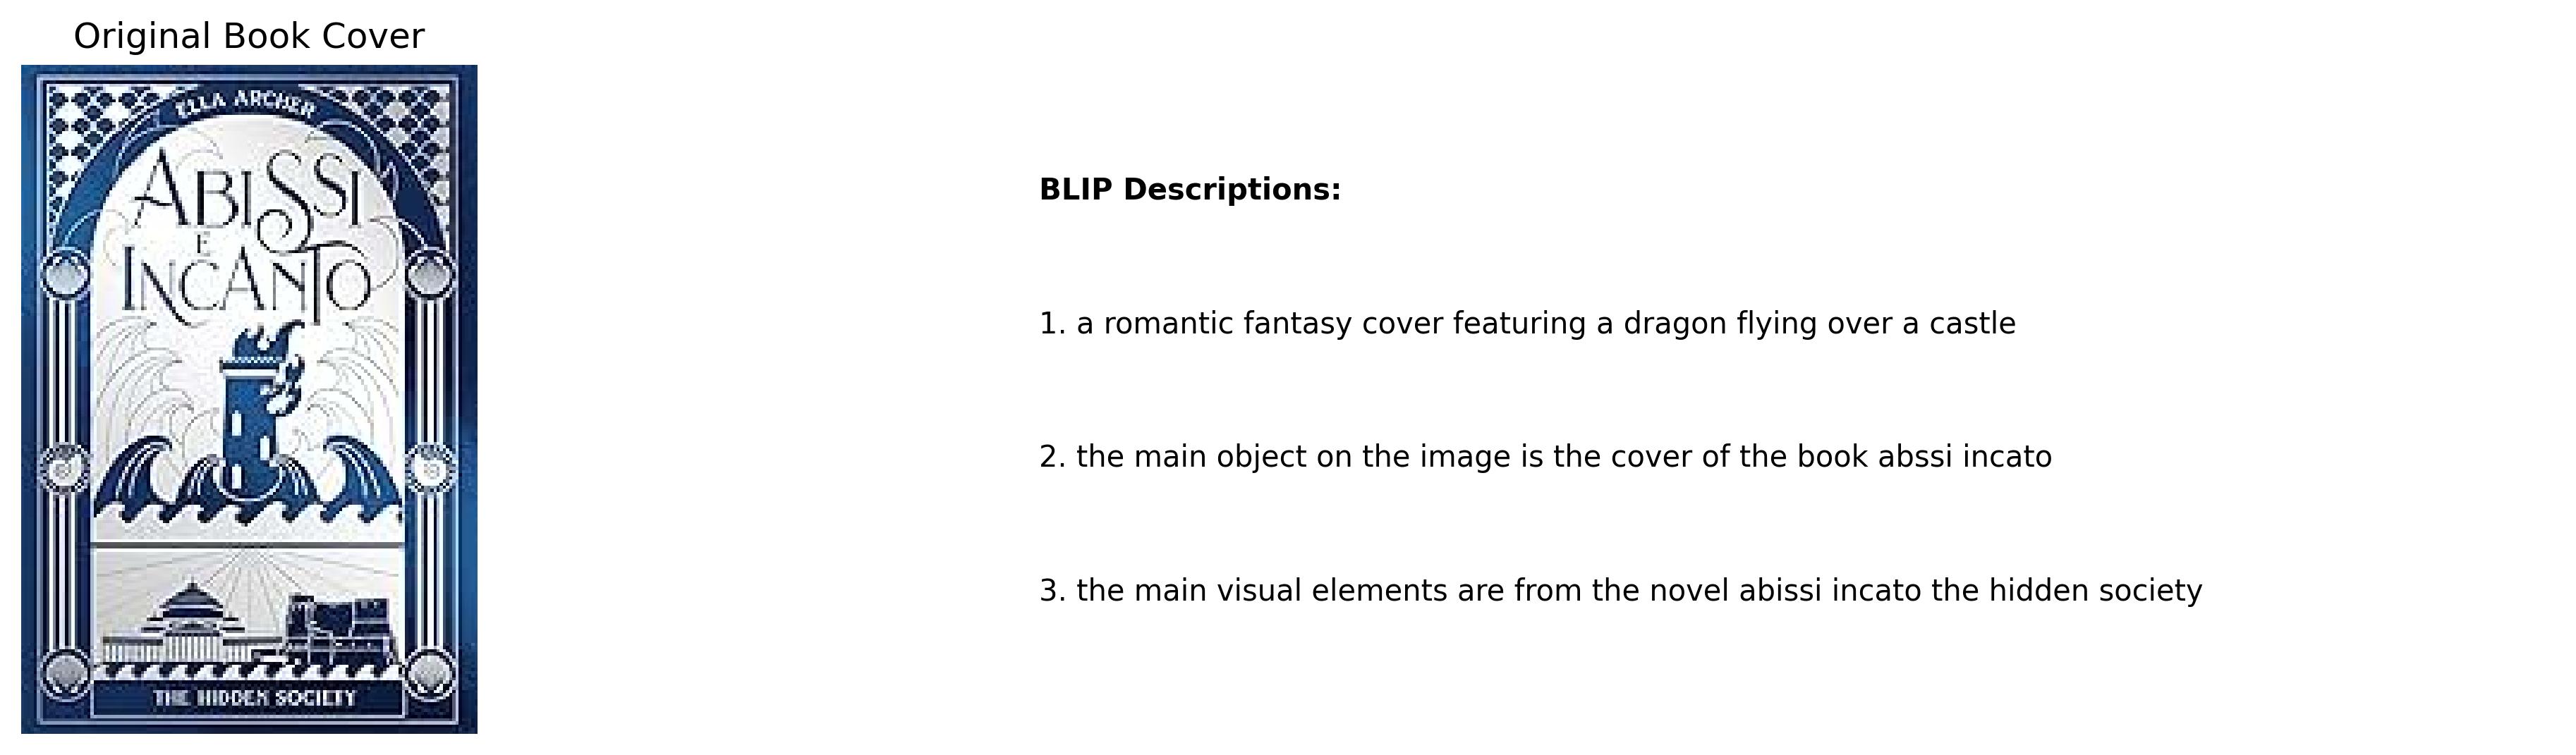 Original Book Cover
ELLA ARCHER
ABISSI
E
INCANTO
THE HIDDEN SOCIETY
BLIP Descriptions:
1. a romantic fantasy cover featuring a dragon flying over a castle
2. the main object on the image is the cover of the book abssi incato
3. the main visual elements are from the novel abissi incato the hidden society